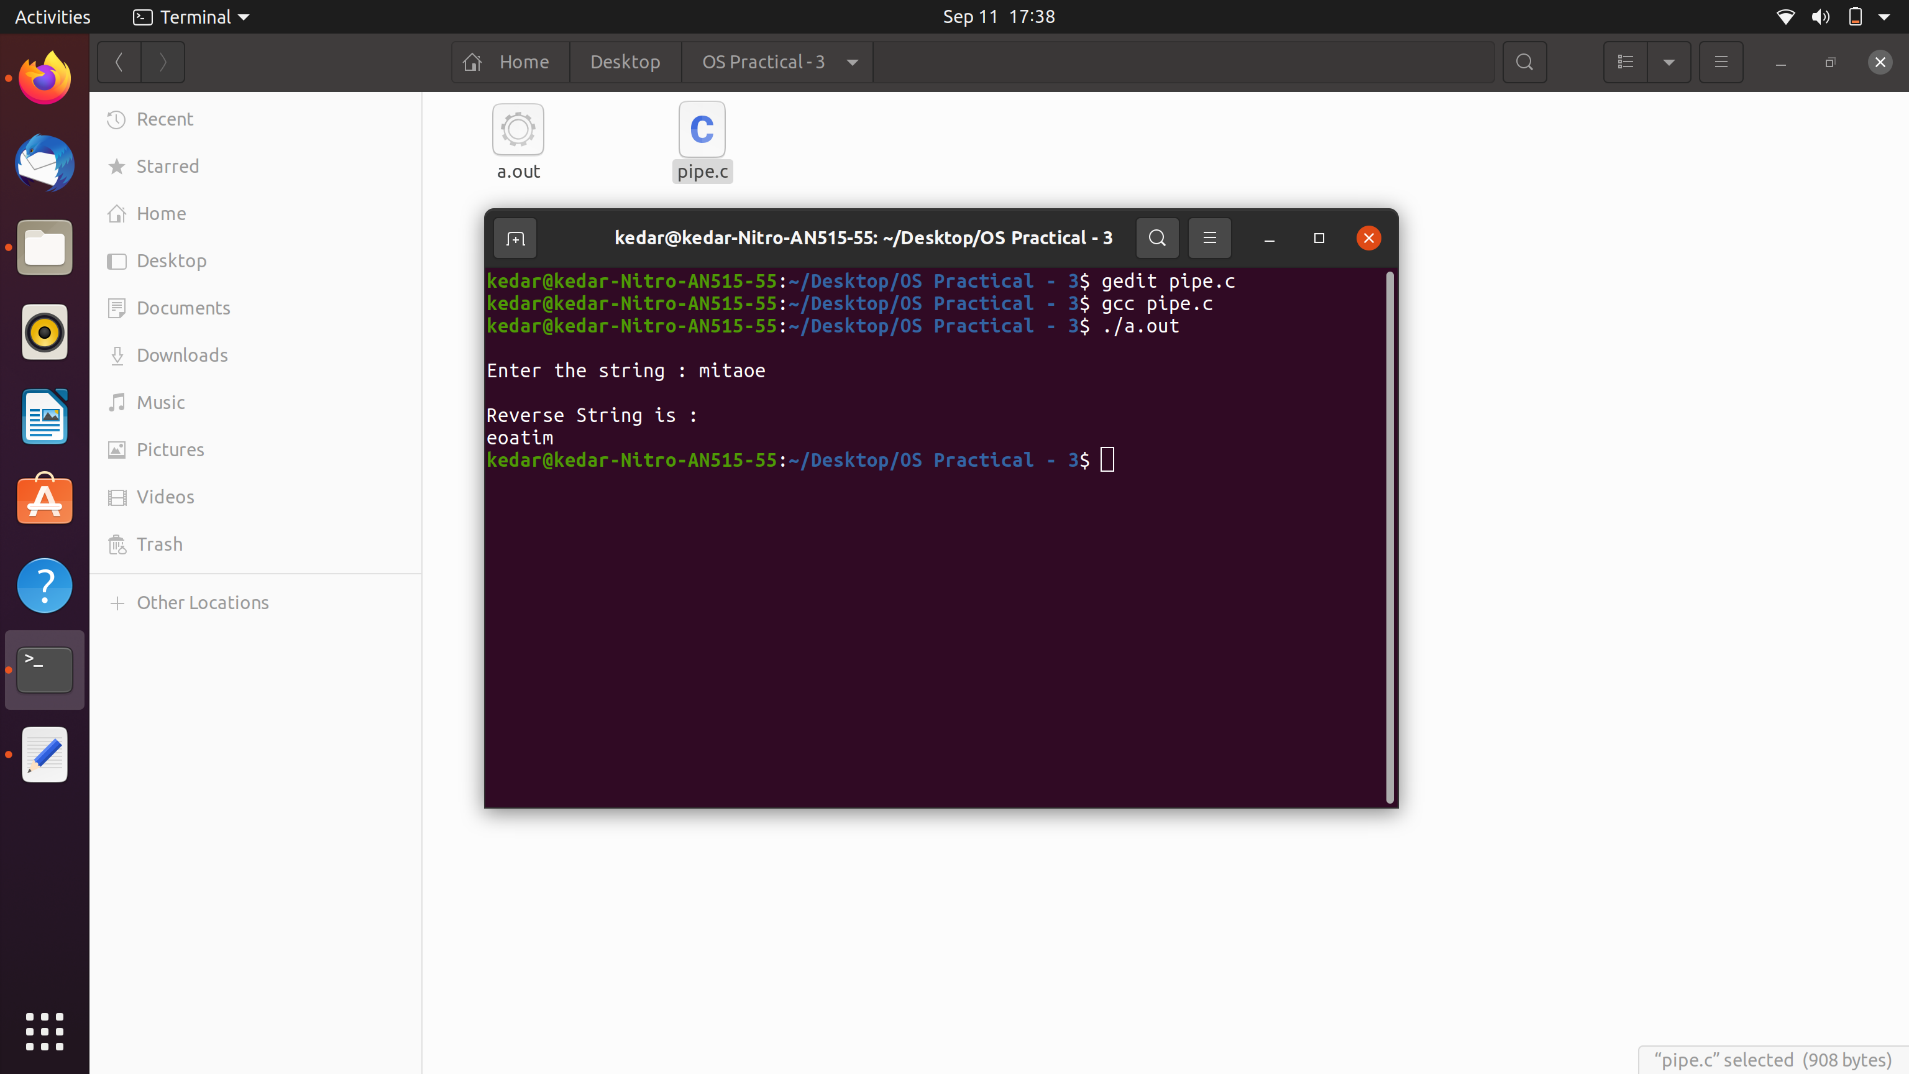 Activities Terminal Sep 11 17:38
Home Desktop OS Practical - 3
Recent
Starred
Home
Desktop
Documents
Downloads
Music
Pictures
Videos
Trash
Other Locations
a.out pipe.c
kedar@kedar-Nitro-AN515-55: ~/Desktop/OS Practical - 3
kedar@kedar-Nitro-AN515-55:~/Desktop/OS Practical - 3$ gedit pipe.c
kedar@kedar-Nitro-AN515-55:~/Desktop/OS Practical - 3$ gcc pipe.c
kedar@kedar-Nitro-AN515-55:~/Desktop/OS Practical - 3$ ./a.out
Enter the string : mitaoe
Reverse String is :
eoatim
kedar@kedar-Nitro-AN515-55:~/Desktop/OS Practical - 3$
“pipe.c” selected (908 bytes)